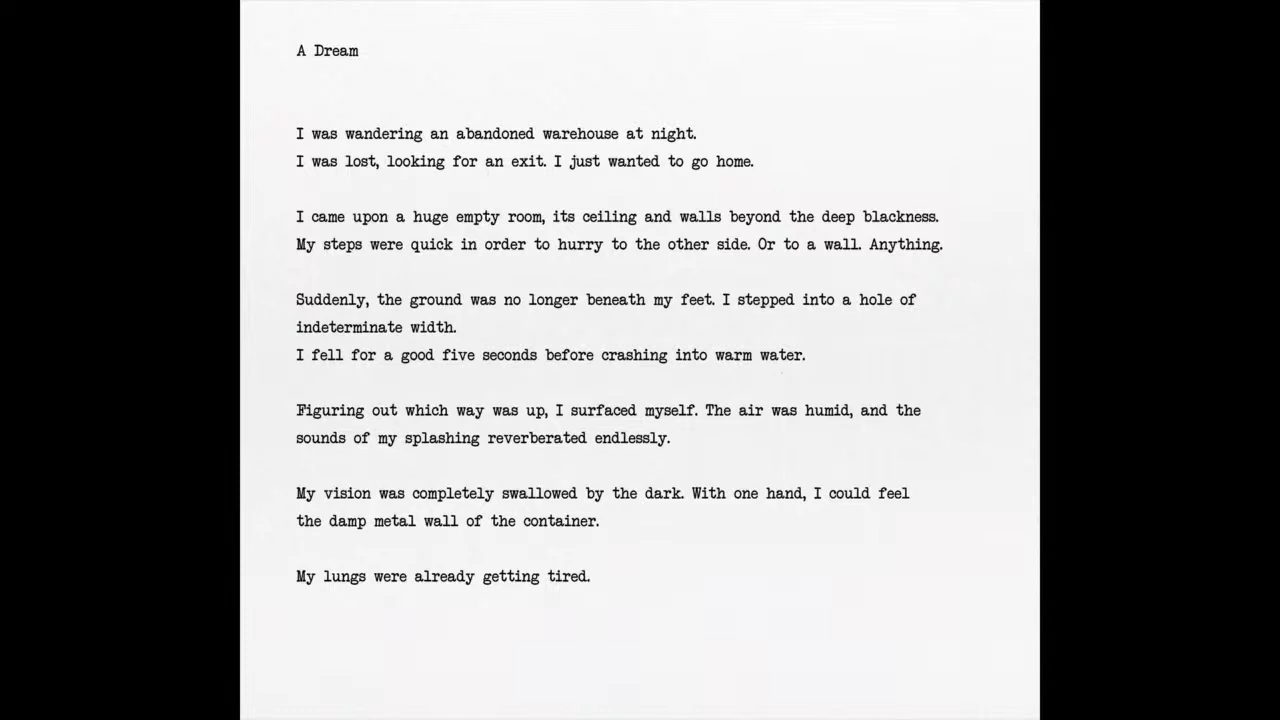 A Dream
I was wandering an abandoned warehouse at night.
I was lost, looking for an exit. I just wanted to go home.
I came upon a huge empty room, its ceiling and walls beyond the deep blackness.
My steps were quick in order to hurry to the other side. Or to a wall. Anything.
Suddenly, the ground was no longer beneath my feet. I stepped into a hole of
indeterminate width.
I fell for a good five seconds before crashing into warm water.
Figuring out which way was up, I surfaced myself. The air was humid, and the
sounds of my splashing reverberated endlessly.
My vision was completely swallowed by the dark. With one hand, I could feel
the damp metal wall of the container.
My lungs were already getting tired.